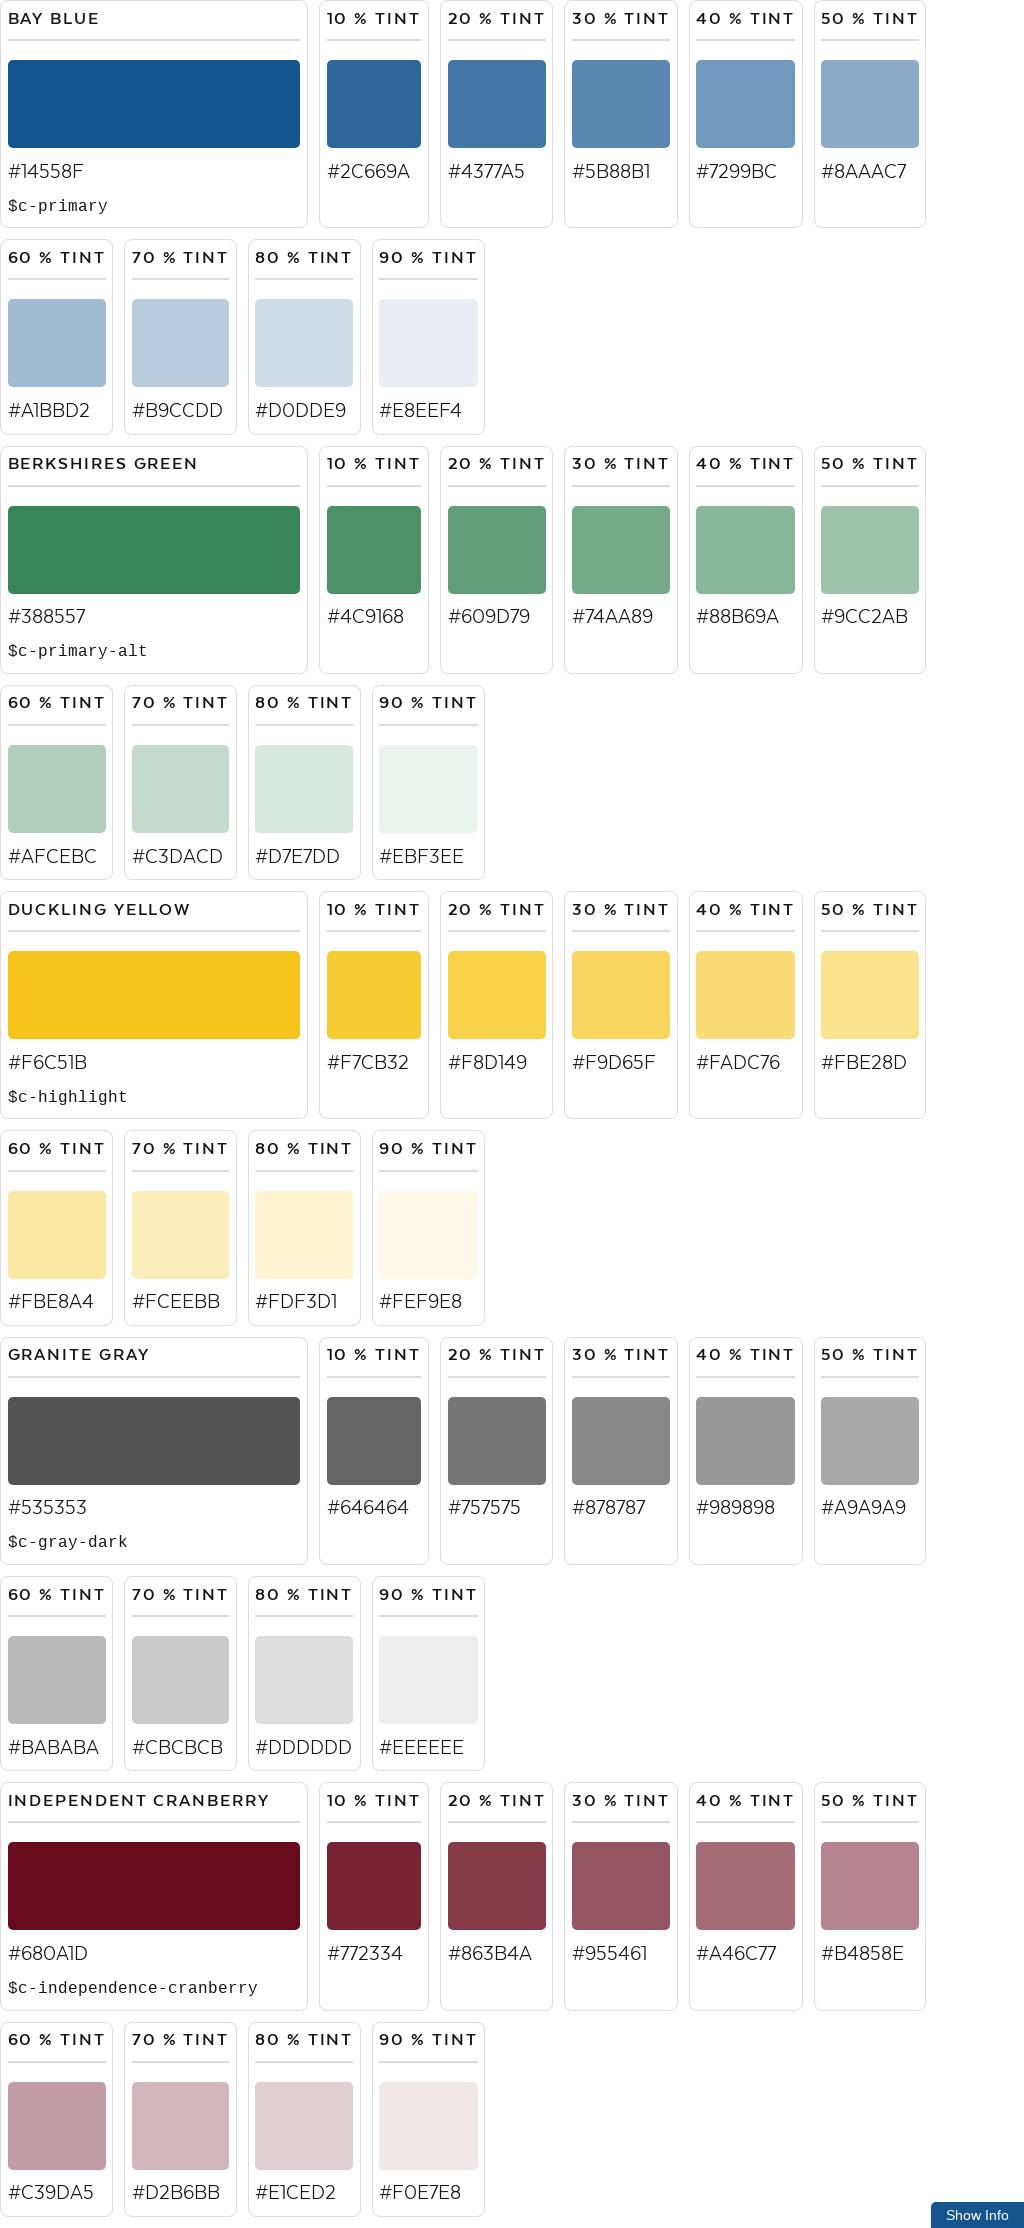 BAY BLUE 10 % TINT 20 % TINT 30 % TINT 40 % TINT 50 % TINT
#14558F #2C669A #4377A5 #5B88B1 #7299BC #8AAAC7
$c-primary
60 % TINT 70 % TINT 80 % TINT 90 % TINT
#A1BBD2 #B9CCDD #D0DDE9 #E8EEF4
BERKSHIRES GREEN 10 % TINT 20 % TINT 30 % TINT 40 % TINT 50 % TINT
#388557 #4C9168 #609D79 #74AA89 #88B69A #9CC2AB
$c-primary-alt
60 % TINT 70 % TINT 80 % TINT 90 % TINT
#AFCEBC #C3DACD #D7E7DD #EBF3EE
DUCKLING YELLOW 10 % TINT 20 % TINT 30 % TINT 40 % TINT 50 % TINT
#F6C51B #F7CB32 #F8D149 #F9D65F #FADC76 #FBE28D
$c-highlight
60 % TINT 70 % TINT 80 % TINT 90 % TINT
#FBE8A4 #FCEEBB #FDF3D1 #FEF9E8
GRANITE GRAY 10 % TINT 20 % TINT 30 % TINT 40 % TINT 50 % TINT
#535353 #646464 #757575 #878787 #989898 #A9A9A9
$c-gray-dark
60 % TINT 70 % TINT 80 % TINT 90 % TINT
#BABABA #CBCBCB #DDDDDD #EEEEEE
INDEPENDENT CRANBERRY 10 % TINT 20 % TINT 30 % TINT 40 % TINT 50 % TINT
#680A1D #772334 #863B4A #955461 #A46C77 #B4858E
$c-independence-cranberry
60 % TINT 70 % TINT 80 % TINT 90 % TINT
#C39DA5 #D2B6BB #E1CED2 #F0E7E8
Show Info